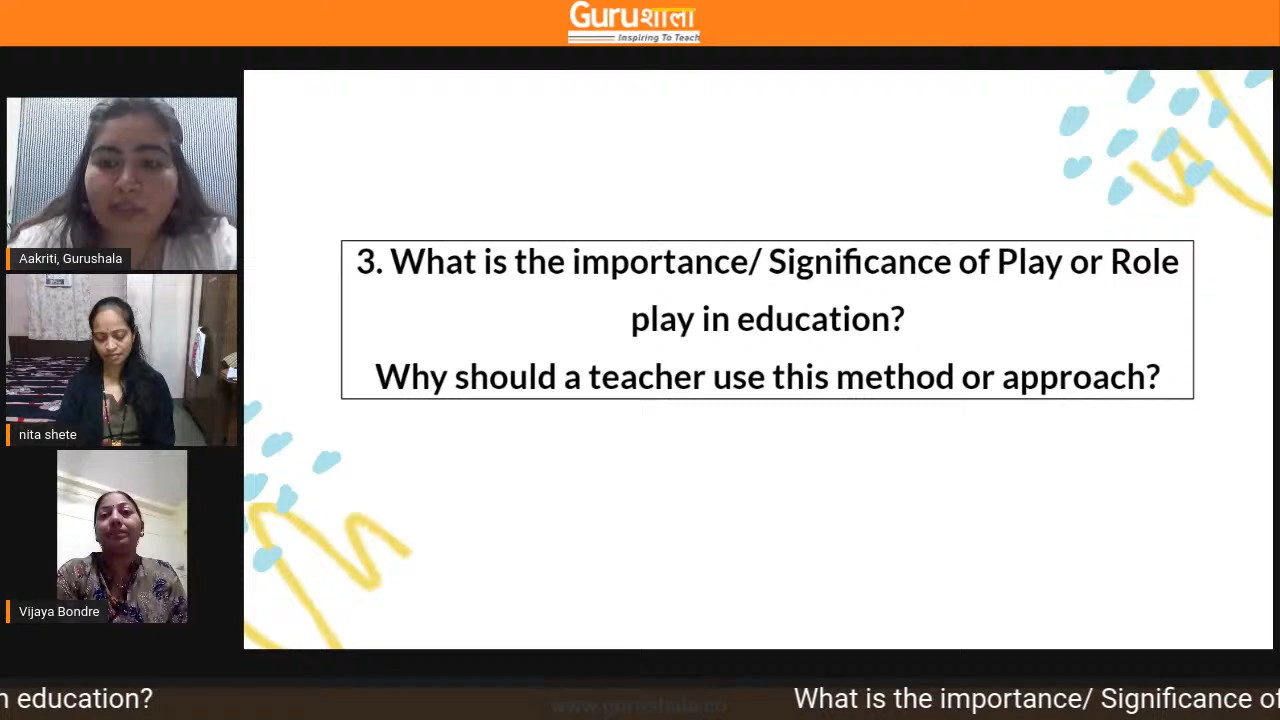 Guruशाला
Inspiring To Teach
Aakriti, Gurushala
nita shete
Vijaya Bondre
3. What is the importance/ Significance of Play or Role
play in education?
Why should a teacher use this method or approach?
www.gurushala.co
n education?
What is the importance/ Significance of